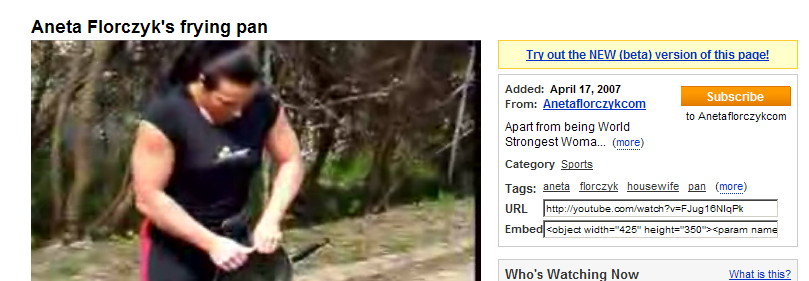 Aneta Florczyk's frying pan
Try out the NEW (beta) version of this page!
Added: April 17, 2007
From: Anetaflorczykcom
Subscribe
to Anetaflorczykcom
Apart from being World
Strongest Woma... (more)
Category Sports
Tags: aneta florczyk housewife pan (more)
URL http://youtube.com/watch?v=FJug16NlqPk
Embed <object width="425" height="350"><param name
Who's Watching Now What is this?